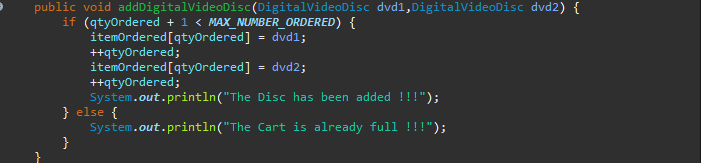 public void addDigitalVideoDisc(DigitalVideoDisc dvd1,DigitalVideoDisc dvd2) {
if (qtyOrdered + 1 < MAX_NUMBER_ORDERED) {
itemOrdered[qtyOrdered] = dvd1;
++qtyOrdered;
itemOrdered[qtyOrdered] = dvd2;
++qtyOrdered;
System.out.println("The Disc has been added !!!");
} else {
System.out.println("The Cart is already full !!!");
}
}